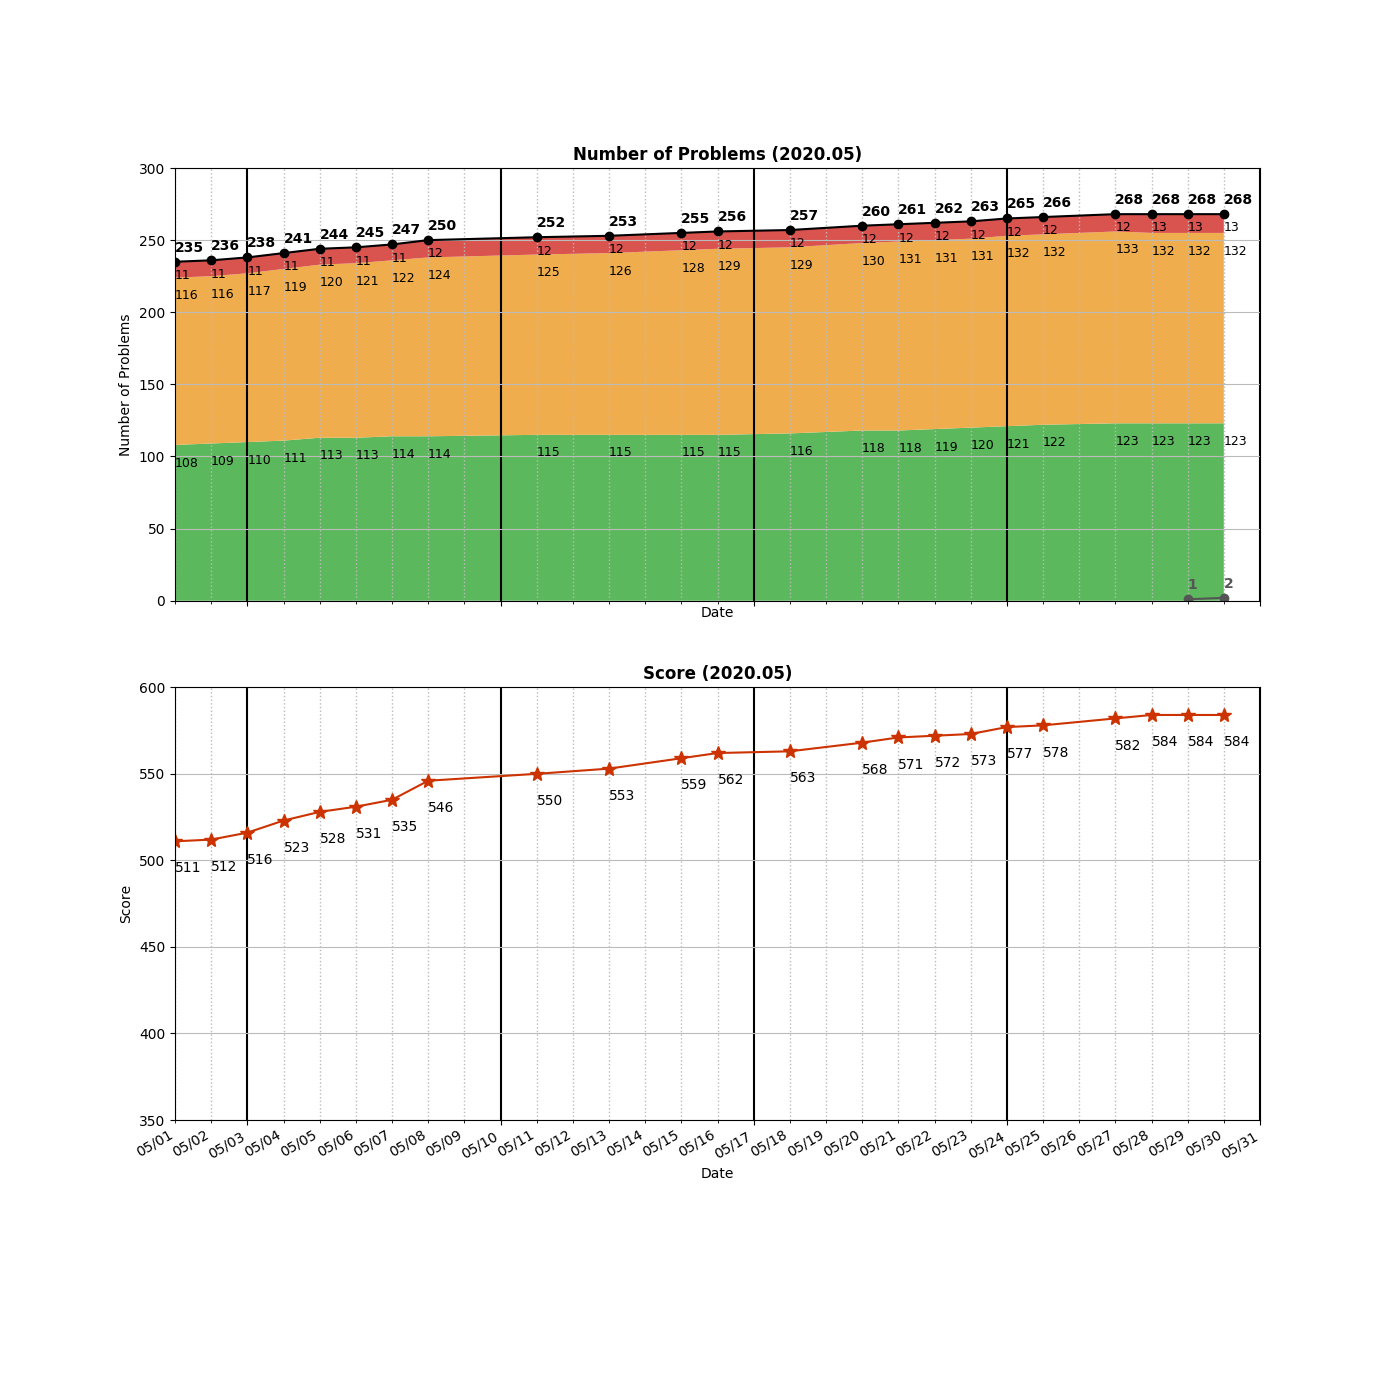 Number of Problems (2020.05)
300
250
200
150
100
50
0
Number of Problems
235 236 238 241 244 245 247 250 252 253 255 256 257 260 261 262 263 265 266 268 268 268 268
11 11 11 11 11 11 11 12 12 12 12 12 12 12 12 12 12 12 12 12 13 13 13
116 116 117 119 120 121 122 124 125 126 128 129 129 130 131 131 131 132 132 133 132 132 132
108 109 110 111 113 113 114 114 115 115 115 115 116 118 118 119 120 121 122 123 123 123 123
1 2
Date
Score (2020.05)
600
550
500
450
400
350
Score
511 512 516 523 528 531 535 546 550 553 559 562 563 568 571 572 573 577 578 582 584 584 584
05/01 05/02 05/03 05/04 05/05 05/06 05/07 05/08 05/09 05/10 05/11 05/12 05/13 05/14 05/15 05/16 05/17 05/18 05/19 05/20 05/21 05/22 05/23 05/24 05/25 05/26 05/27 05/28 05/29 05/30 05/31
Date